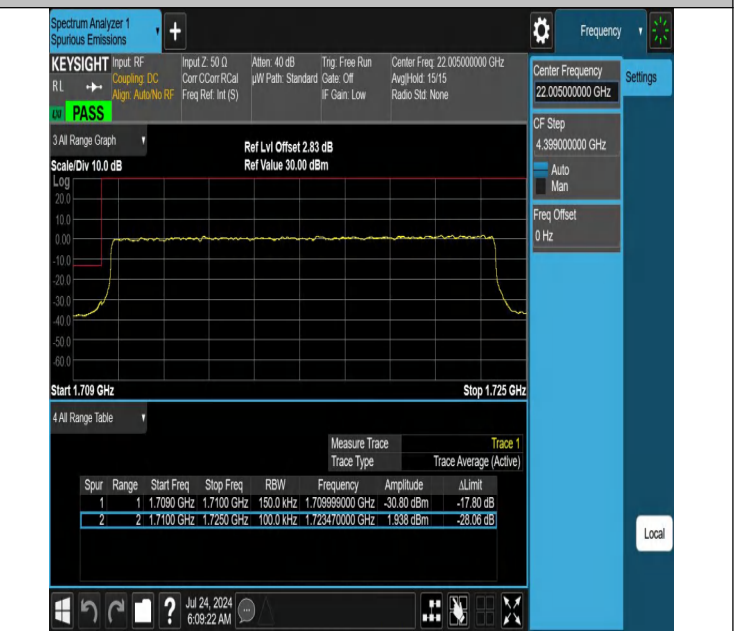 Spectrum Analyzer 1
Spurious Emissions
+
Frequency
KEYSIGHT Input: RF Input Z: 50 Ω Atten: 40 dB Trig: Free Run Center Freq: 22.005000000 GHz
RL Coupling: DC Corr CCorr RCal µW Path: Standard Gate: Off Avg|Hold: 15/15
Align: Auto/No RF Freq Ref: Int (S) IF Gain: Low Radio Std: None
PASS
Center Frequency
22.005000000 GHz
Settings
CF Step
4.399000000 GHz
Auto
Man
Freq Offset
0 Hz
3 All Range Graph
Ref Lvl Offset 2.83 dB
Scale/Div 10.0 dB Ref Value 30.00 dBm
Log
20.0
10.0
0.00
-10.0
-20.0
-30.0
-40.0
-50.0
-60.0
Start 1.709 GHz Stop 1.725 GHz
4 All Range Table
Measure Trace Trace 1
Trace Type Trace Average (Active)
Spur Range Start Freq Stop Freq RBW Frequency Amplitude ΔLimit
1 1 1.7090 GHz 1.7100 GHz 150.0 kHz 1.709999000 GHz -30.80 dBm -17.80 dB
2 2 1.7100 GHz 1.7250 GHz 100.0 kHz 1.723470000 GHz 1.938 dBm -28.06 dB
Local
? Jul 24, 2024
6:09:22 AM